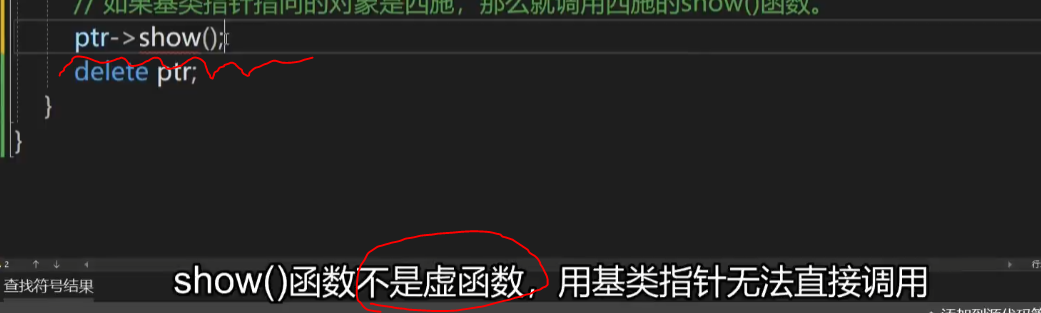 // 如果基类指针指向的对象是西施，那么就调用西施的show()函数。
ptr->show();
delete ptr;
}
}
2 ↑ ↓
行
查找符号结果
show()函数不是虚函数，用基类指针无法直接调用